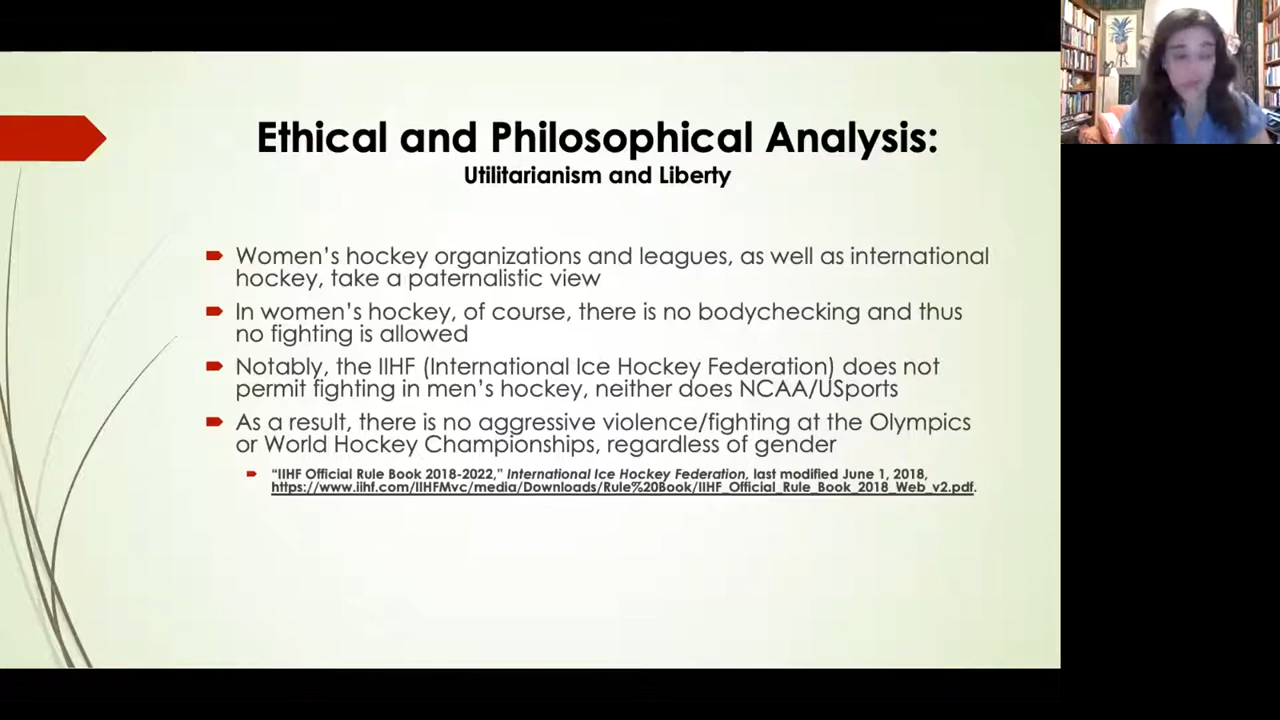 Ethical and Philosophical Analysis:
Utilitarianism and Liberty
Women's hockey organizations and leagues, as well as international
hockey, take a paternalistic view
In women's hockey, of course, there is no bodychecking and thus
no fighting is allowed
Notably, the IIHF (International Ice Hockey Federation) does not
permit fighting in men's hockey, neither does NCAA/USports
As a result, there is no aggressive violence/fighting at the Olympics
or World Hockey Championships, regardless of gender
"IIHF Official Rule Book 2018-2022," International Ice Hockey Federation, last modified June 1, 2018,
https://www.iihf.com/IIHFMvc/media/Downloads/Rule%20Book/IIHF_Official_Rule_Book_2018_Web_v2.pdf.